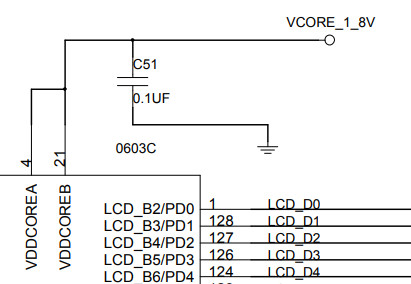 VCORE_1_8V
C51
0.1UF
0603C
4
21
VDDCOREA
VDDCOREB
LCD_B2/PD0 1 LCD_D0
LCD_B3/PD1 128 LCD_D1
LCD_B4/PD2 127 LCD_D2
LCD_B5/PD3 126 LCD_D3
LCD_B6/PD4 124 LCD_D4